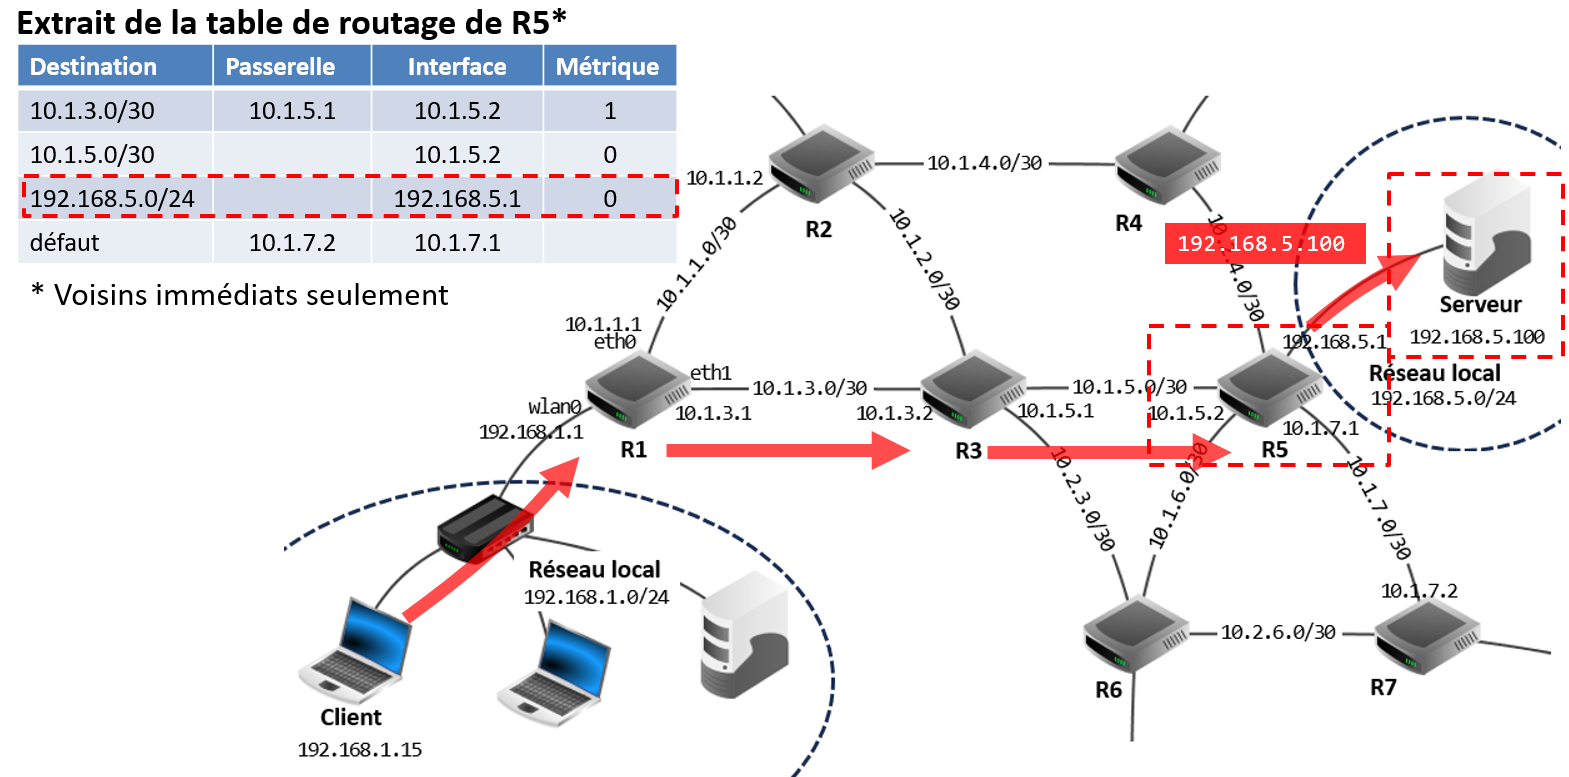 Extrait de la table de routage de R5*
Destination Passerelle Interface Métrique
10.1.3.0/30 10.1.5.1 10.1.5.2 1
10.1.5.0/30 10.1.5.2 0
192.168.5.0/24 192.168.5.1 0
défaut 10.1.7.2 10.1.7.1
* Voisins immédiats seulement
10.1.1.2
R2
10.1.4.0/30
R4
10.1.1.0/30
10.1.2.0/30
192.168.5.100
.4.0/30
Serveur
192.168.5.100
192.168.5.1
Réseau local
192.168.5.0/24
10.1.1.1
eth0
eth1
10.1.3.0/30
10.1.5.0/30
wlan0
192.168.1.1
10.1.3.1
10.1.3.2
10.1.5.1
10.1.5.2
10.1.7.1
R1
R3
R5
10.2.3.0/30
10.1.6.0/30
10.1.7.0/30
Réseau local
192.168.1.0/24
10.1.7.2
10.2.6.0/30
R6
R7
Client
192.168.1.15